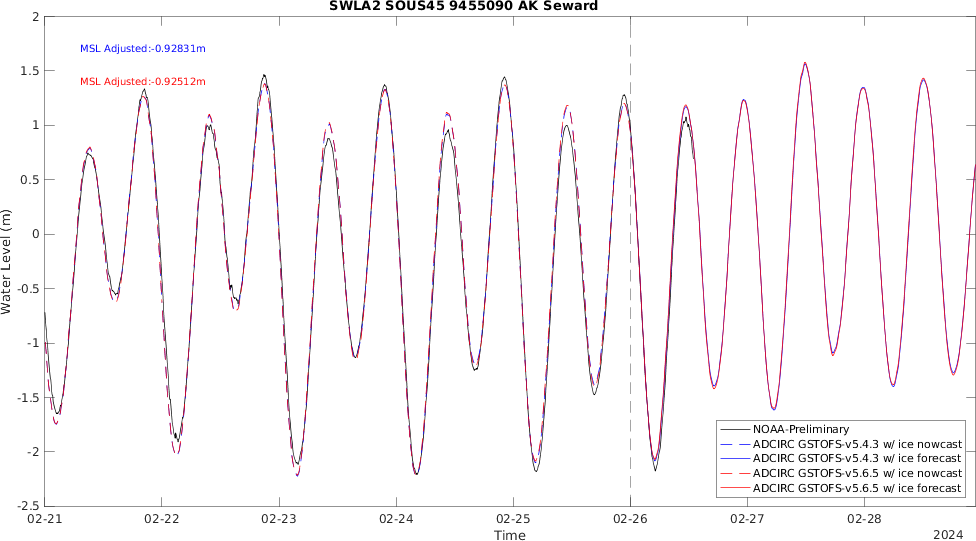 SWLA2 SOUS45 9455090 AK Seward
MSL Adjusted:-0.92831m
MSL Adjusted:-0.92512m
2
1.5
1
0.5
0
-0.5
-1
-1.5
-2
-2.5
Water Level (m)
NOAA-Preliminary
ADCIRC GSTOFS-v5.4.3 w/ ice nowcast
ADCIRC GSTOFS-v5.4.3 w/ ice forecast
ADCIRC GSTOFS-v5.6.5 w/ ice nowcast
ADCIRC GSTOFS-v5.6.5 w/ ice forecast
02-21 02-22 02-23 02-24 02-25 02-26 02-27 02-28
Time
2024